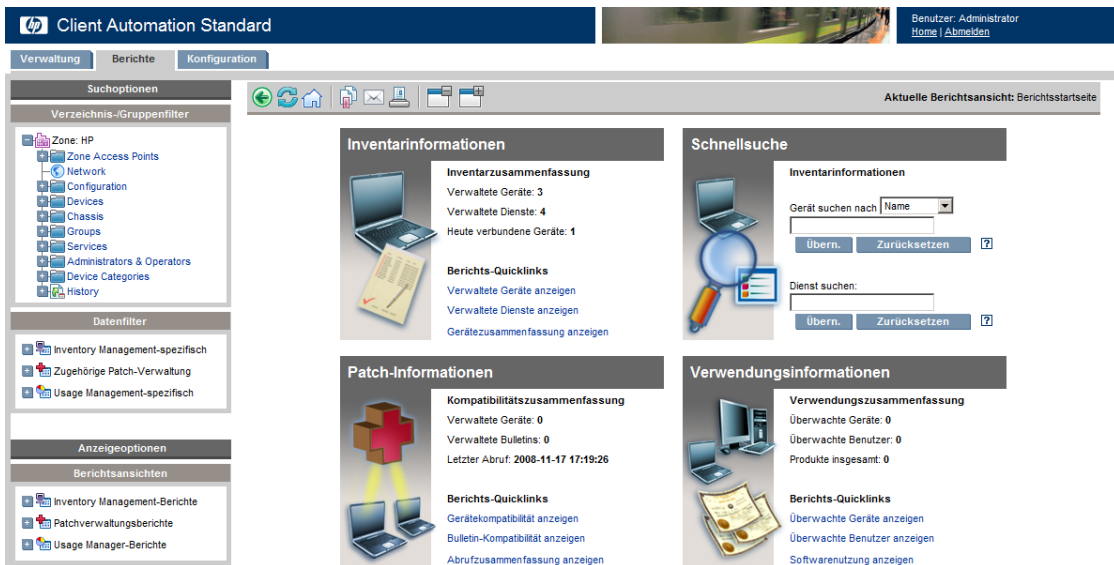 hp Client Automation Standard
Benutzer: Administrator
Home | Abmelden
Verwaltung Berichte Konfiguration
Suchoptionen
Verzeichnis-/Gruppenfilter
Zone: HP
Zone Access Points
Network
Configuration
Devices
Chassis
Groups
Services
Administrators & Operators
Device Categories
History
Datenfilter
Inventory Management-spezifisch
Zugehörige Patch-Verwaltung
Usage Management-spezifisch
Anzeigeoptionen
Berichtsansichten
Inventory Management-Berichte
Patchverwaltungsberichte
Usage Manager-Berichte
Aktuelle Berichtsansicht: Berichtsstartseite
Inventarinformationen
Inventarzusammenfassung
Verwaltete Geräte: 3
Verwaltete Dienste: 4
Heute verbundene Geräte: 1
Berichts-Quicklinks
Verwaltete Geräte anzeigen
Verwaltete Dienste anzeigen
Gerätezusammenfassung anzeigen
Schnellsuche
Inventarinformationen
Gerät suchen nach Name
Übern. Zurücksetzen ?
Dienst suchen:
Übern. Zurücksetzen ?
Patch-Informationen
Kompatibilitätszusammenfassung
Verwaltete Geräte: 0
Verwaltete Bulletins: 0
Letzter Abruf: 2008-11-17 17:19:26
Berichts-Quicklinks
Gerätekompatibilität anzeigen
Bulletin-Kompatibilität anzeigen
Abrufzusammenfassung anzeigen
Verwendungsinformationen
Verwendungszusammenfassung
Überwachte Geräte: 0
Überwachte Benutzer: 0
Produkte insgesamt: 0
Berichts-Quicklinks
Überwachte Geräte anzeigen
Überwachte Benutzer anzeigen
Softwarenutzung anzeigen